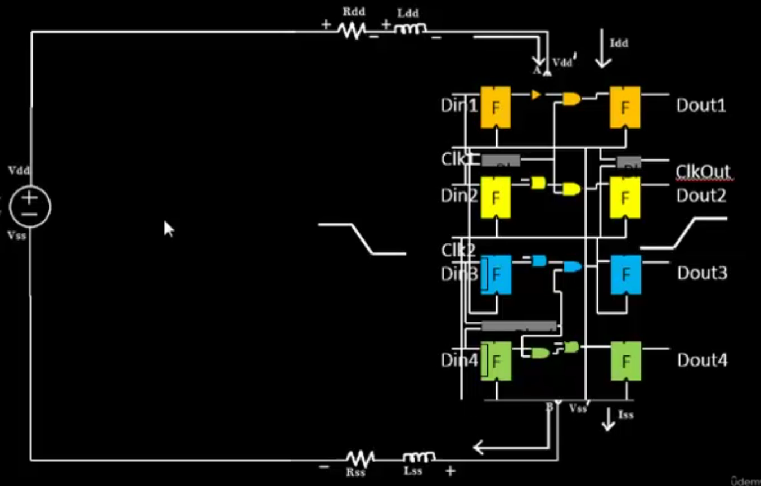 Rdd Ldd
+ − + −
Idd
A Vdd'
Din1 F F Dout1
Clk1 ClkOut
Vdd
Din2 F F Dout2
+
−
Vss
Clk2
Din3 F F Dout3
Din4 F F Dout4
B Vss' Iss
− Rss Lss +
ûdemy